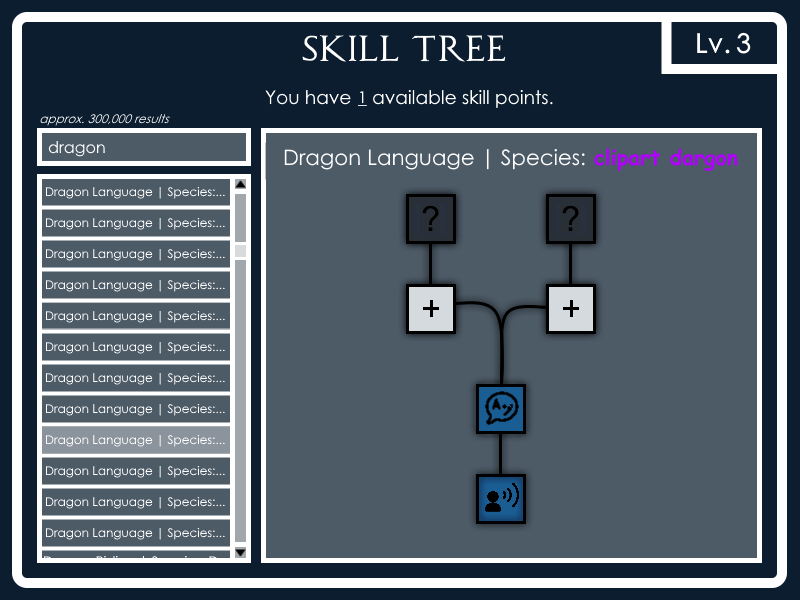 SKILL TREE
Lv. 3
You have 1 available skill points.
approx. 300,000 results
dragon
Dragon Language | Species:...
Dragon Language | Species:...
Dragon Language | Species:...
Dragon Language | Species:...
Dragon Language | Species:...
Dragon Language | Species:...
Dragon Language | Species:...
Dragon Language | Species:...
Dragon Language | Species:...
Dragon Language | Species:...
Dragon Language | Species:...
Dragon Language | Species:...
Dragon Language | Species: clipart dargon
? ?
+ +